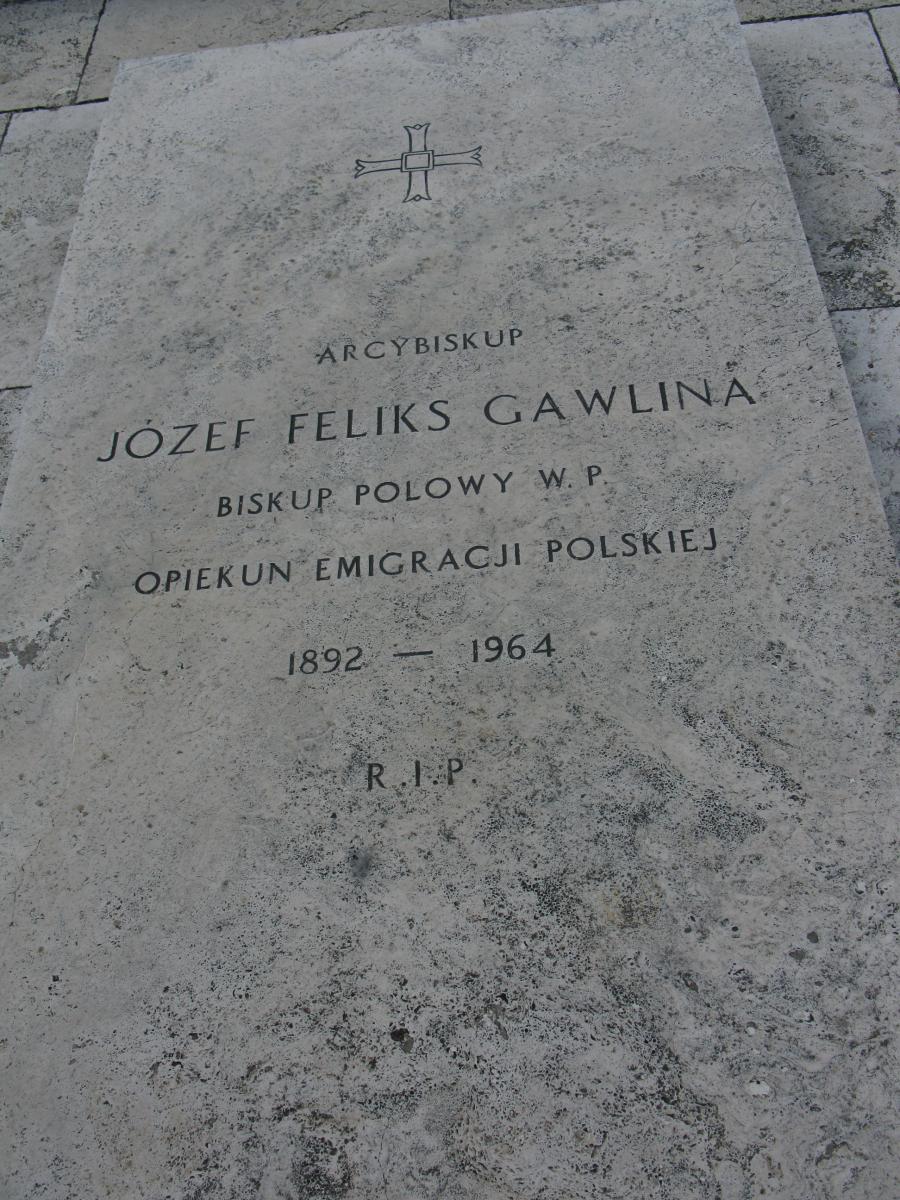 ARCYBISKUP
JÓZEF FELIKS GAWLINA
BISKUP POLOWY W. P.
OPIEKUN EMIGRACJI POLSKIEJ
1892 — 1964
R.I.P.